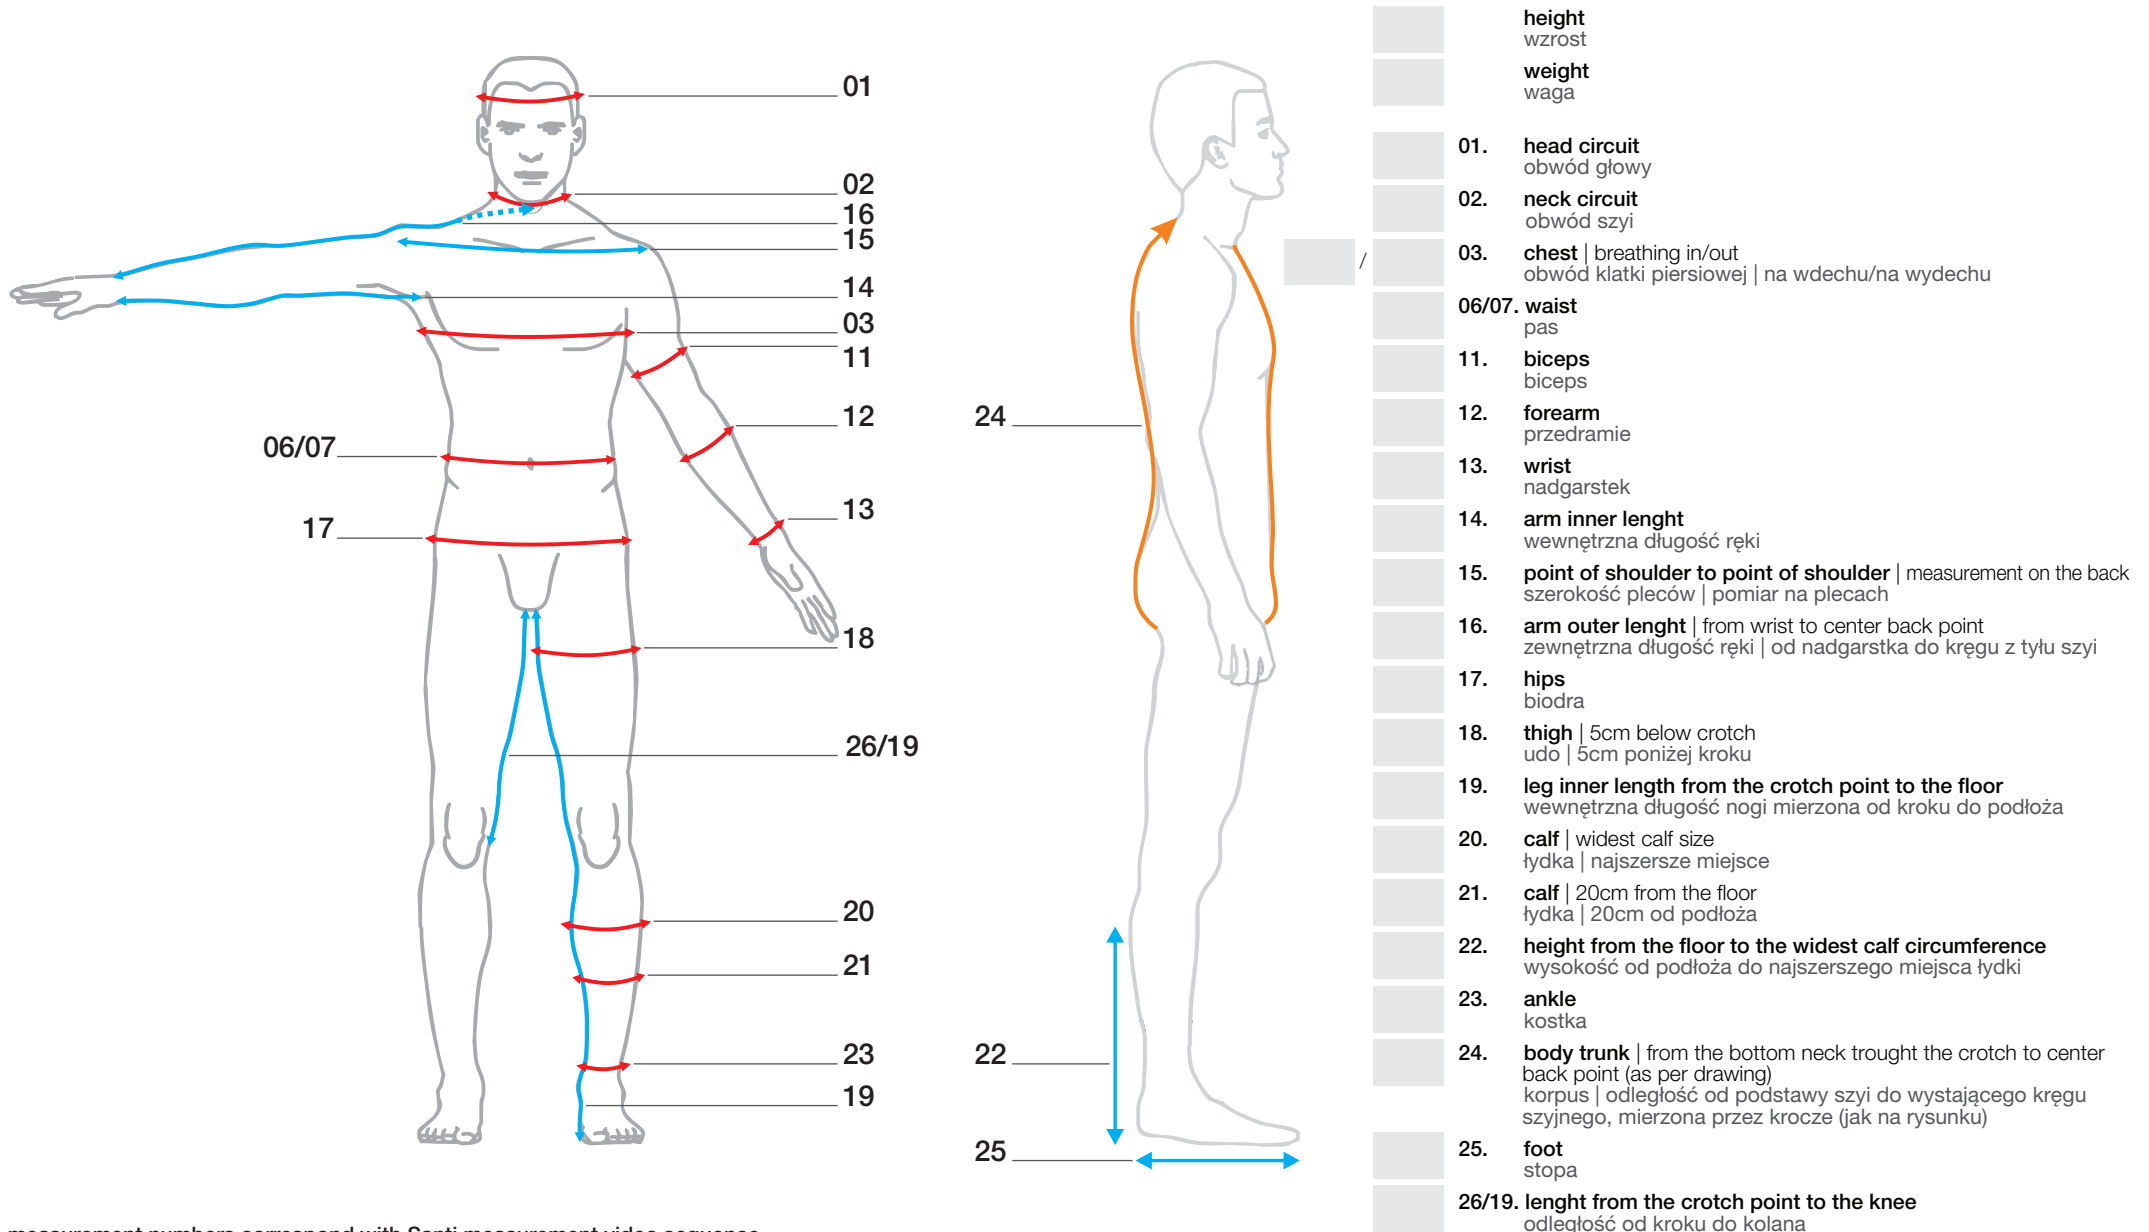 01
02
16
15
14
03
11
12
06/07
13
17
18
26/19
20
21
23
19
24
22
25
height
wzrost
weight
waga
01. head circuit
obwód głowy
02. neck circuit
obwód szyi
/
03. chest | breathing in/out
obwód klatki piersiowej | na wdechu/na wydechu
06/07. waist
pas
11. biceps
biceps
12. forearm
przedramie
13. wrist
nadgarstek
14. arm inner lenght
wewnętrzna długość ręki
15. point of shoulder to point of shoulder | measurement on the back
szerokość pleców | pomiar na plecach
16. arm outer lenght | from wrist to center back point
zewnętrzna długość ręki | od nadgarstka do kręgu z tyłu szyi
17. hips
biodra
18. thigh | 5cm below crotch
udo | 5cm poniżej kroku
19. leg inner length from the crotch point to the floor
wewnętrzna długość nogi mierzona od kroku do podłoża
20. calf | widest calf size
łydka | najszersze miejsce
21. calf | 20cm from the floor
łydka | 20cm od podłoża
22. height from the floor to the widest calf circumference
wysokość od podłoża do najszerszego miejsca łydki
23. ankle
kostka
24. body trunk | from the bottom neck trought the crotch to center
back point (as per drawing)
korpus | odległość od podstawy szyi do wystającego kręgu
szyjnego, mierzona przez krocze (jak na rysunku)
25. foot
stopa
26/19. lenght from the crotch point to the knee
odległość od kroku do kolana
measurement numbers correspond with Santi measurement video sequence